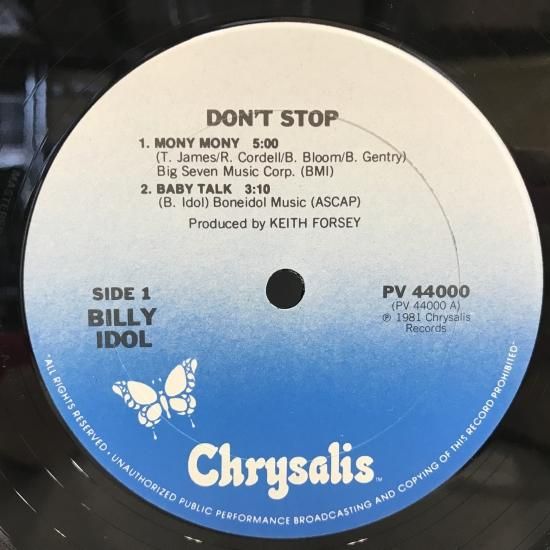 DON'T STOP
1. MONY MONY 5:00
(T. James/R. Cordell/B. Bloom/B. Gentry)
Big Seven Music Corp. (BMI)
2. BABY TALK 3:10
(B. Idol) Boneidol Music (ASCAP)
Produced by KEITH FORSEY
SIDE 1
BILLY
IDOL
PV 44000
(PV 44000 A)
℗ 1981 Chrysalis
Records
Chrysalis™
"ALL RIGHTS RESERVED • UNAUTHORIZED PUBLIC PERFORMANCE BROADCASTING AND COPYING OF THIS RECORD PROHIBITED"